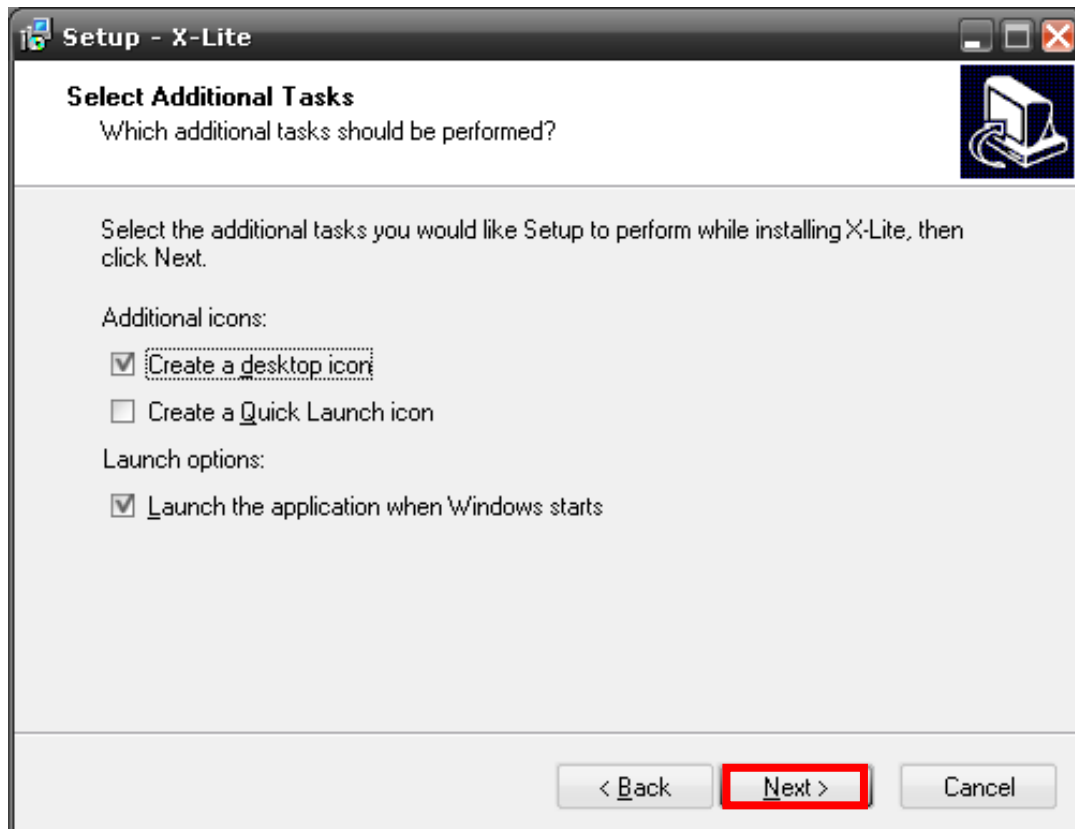 Setup - X-Lite
Select Additional Tasks
Which additional tasks should be performed?
Select the additional tasks you would like Setup to perform while installing X-Lite, then
click Next.
Additional icons:
Create a desktop icon
Create a Quick Launch icon
Launch options:
Launch the application when Windows starts
< Back Next > Cancel